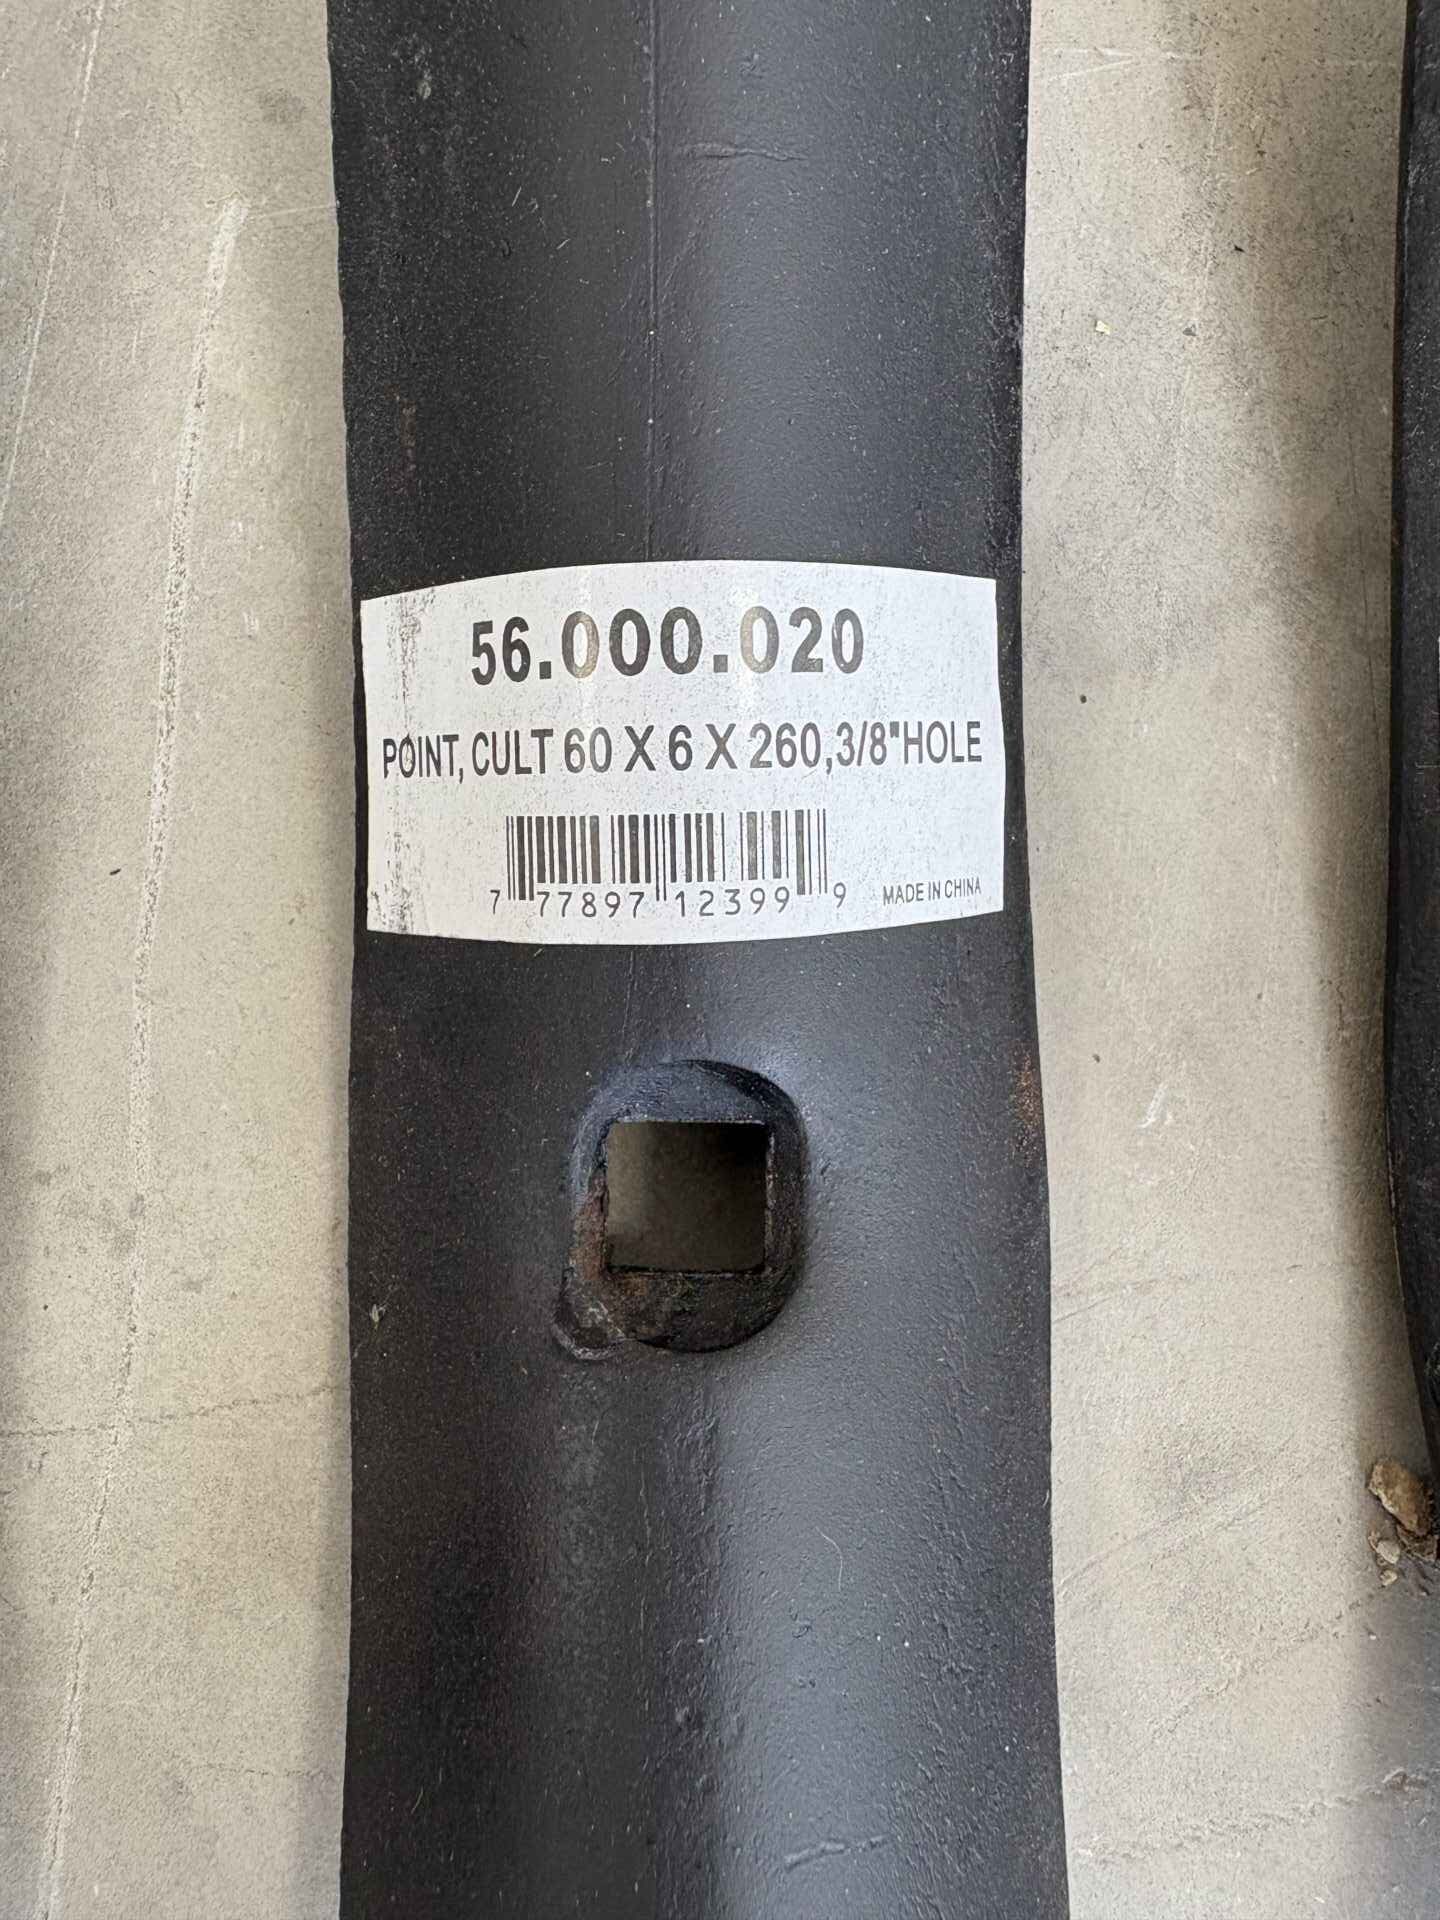 56.000.020
POINT, CULT 60 X 6 X 260,3/8"HOLE
7 77897 12399 9
MADE IN CHINA